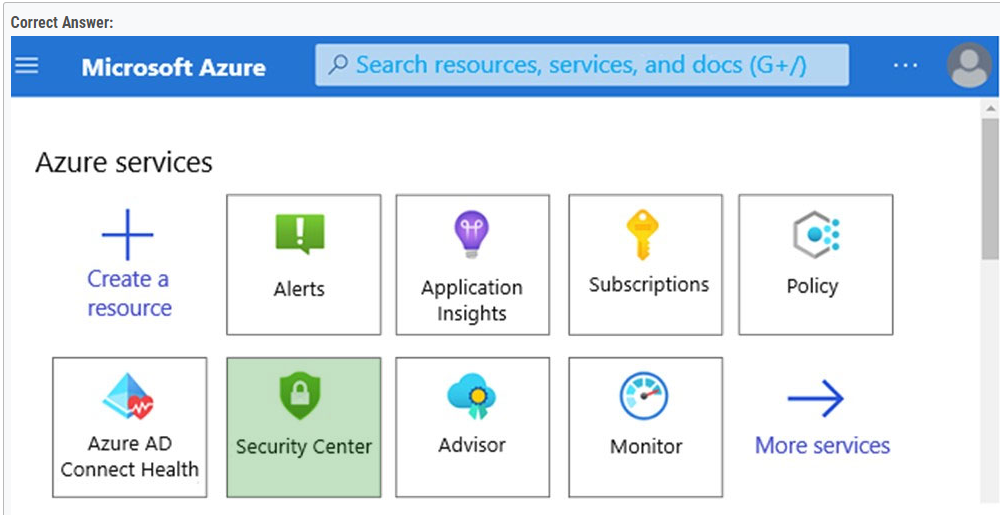 Correct Answer:
Microsoft Azure
Search resources, services, and docs (G+/)
Azure services
Create a
resource
Alerts
Application
Insights
Subscriptions
Policy
Azure AD
Connect Health
Security Center
Advisor
Monitor
More services